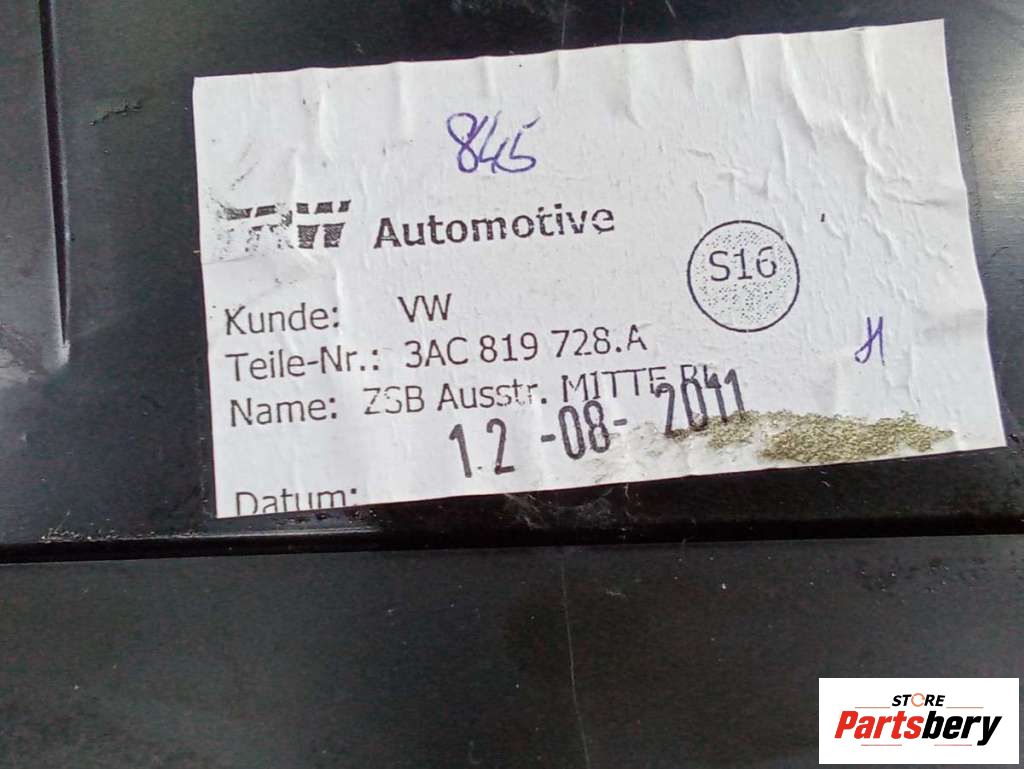 845
TRW Automotive
S16
Kunde: VW
Teile-Nr.: 3AC 819 728.A
H
Name: ZSB Ausstr. MITTE
12 -08- 2011
Datum:
STORE
Partsbery